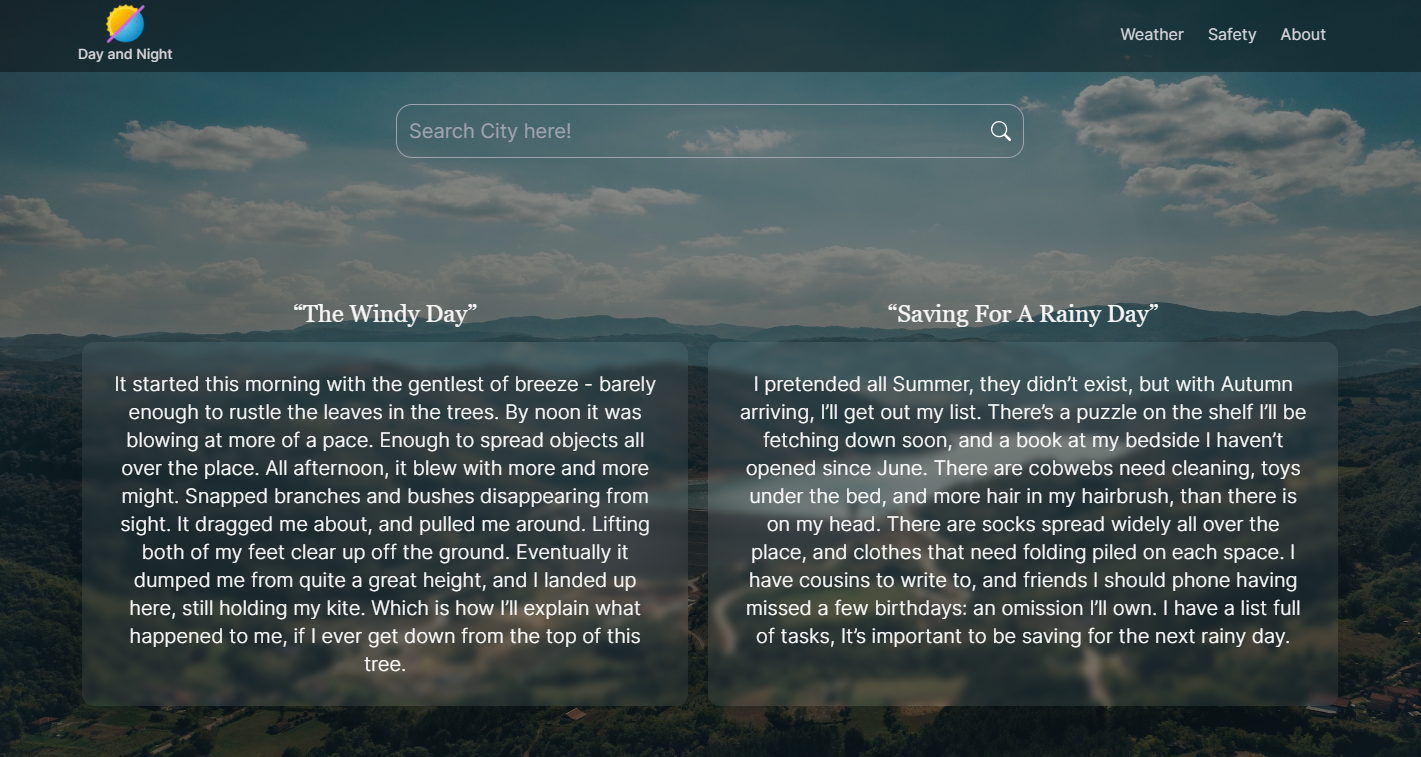 Day and Night
Weather
Safety
About
Search City here!
“The Windy Day”
It started this morning with the gentlest of breeze - barely
enough to rustle the leaves in the trees. By noon it was
blowing at more of a pace. Enough to spread objects all
over the place. All afternoon, it blew with more and more
might. Snapped branches and bushes disappearing from
sight. It dragged me about, and pulled me around. Lifting
both of my feet clear up off the ground. Eventually it
dumped me from quite a great height, and I landed up
here, still holding my kite. Which is how I’ll explain what
happened to me, if I ever get down from the top of this
tree.
“Saving For A Rainy Day”
I pretended all Summer, they didn’t exist, but with Autumn
arriving, I’ll get out my list. There’s a puzzle on the shelf I’ll be
fetching down soon, and a book at my bedside I haven’t
opened since June. There are cobwebs need cleaning, toys
under the bed, and more hair in my hairbrush, than there is
on my head. There are socks spread widely all over the
place, and clothes that need folding piled on each space. I
have cousins to write to, and friends I should phone having
missed a few birthdays: an omission I’ll own. I have a list full
of tasks, It’s important to be saving for the next rainy day.